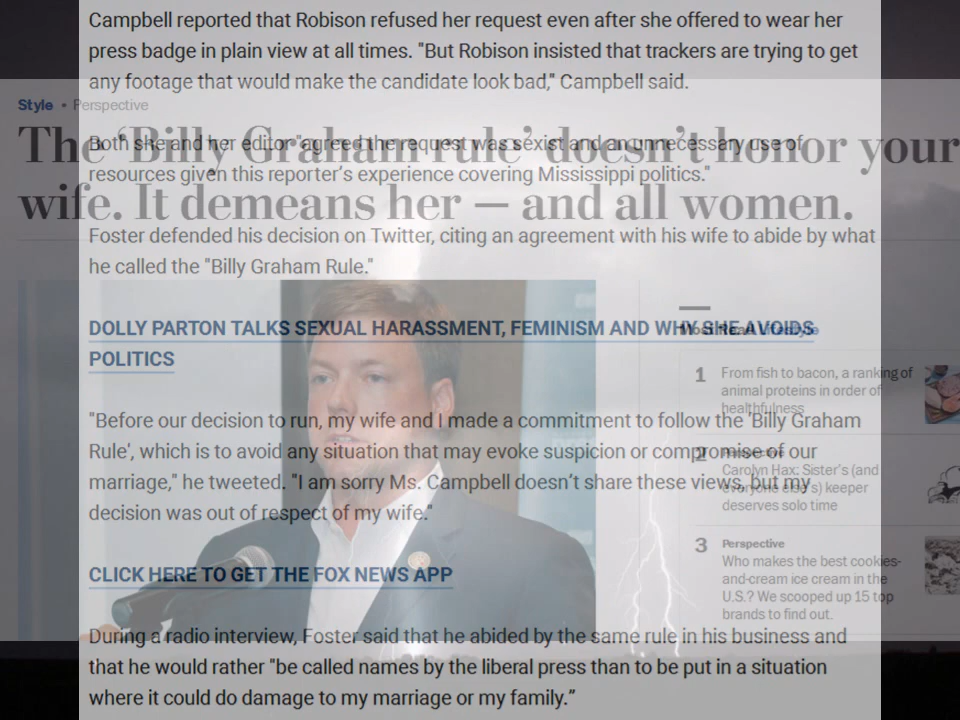 Campbell reported that Robison refused her request even after she offered to wear her
press badge in plain view at all times. "But Robison insisted that trackers are trying to get
any footage that would make the candidate look bad," Campbell said.
Style • Perspective
The ‘Billy Graham rule’ doesn’t honor your
wife. It demeans her — and all women.
Both she and her editor "agreed the request was sexist and an unnecessary use of
resources given this reporter’s experience covering Mississippi politics."
Foster defended his decision on Twitter, citing an agreement with his wife to abide by what
he called the "Billy Graham Rule."
DOLLY PARTON TALKS SEXUAL HARASSMENT, FEMINISM AND WHY SHE AVOIDS
POLITICS
Most Read Lifestyle
1 From fish to bacon, a ranking of
animal proteins in order of
healthfulness
"Before our decision to run, my wife and I made a commitment to follow the 'Billy Graham
Rule', which is to avoid any situation that may evoke suspicion or compromise of our
marriage," he tweeted. "I am sorry Ms. Campbell doesn’t share these views, but my
decision was out of respect of my wife."
2 Perspective
Carolyn Hax: Sister’s (and
everyone else’s) keeper
deserves solo time
3 Perspective
Who makes the best cookies-
and-cream ice cream in the
U.S.? We scooped up 15 top
brands to find out.
CLICK HERE TO GET THE FOX NEWS APP
During a radio interview, Foster said that he abided by the same rule in his business and
that he would rather "be called names by the liberal press than to be put in a situation
where it could do damage to my marriage or my family.”